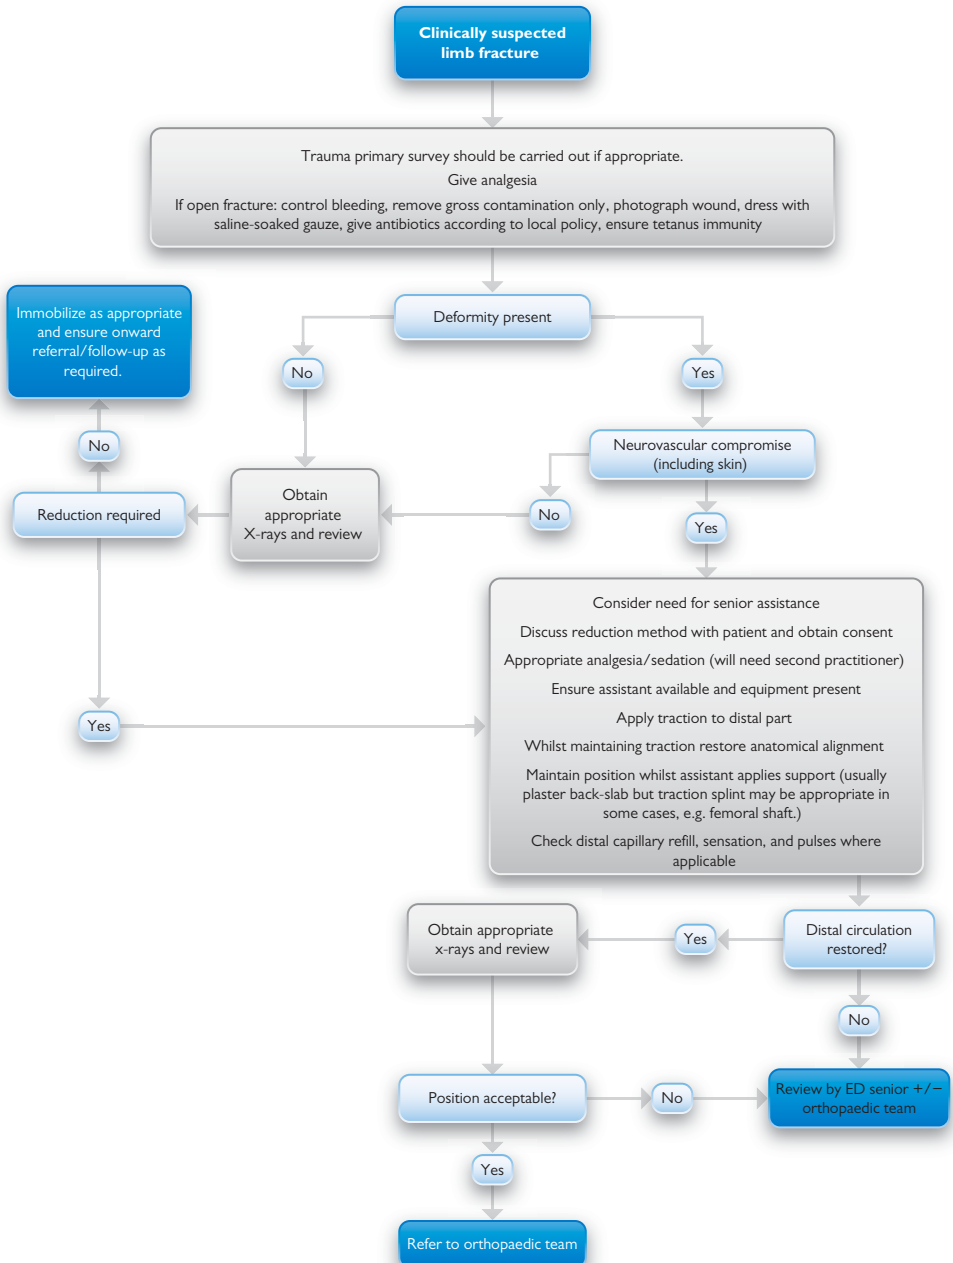 Clinically suspected
limb fracture
Trauma primary survey should be carried out if appropriate.
Give analgesia
If open fracture: control bleeding, remove gross contamination only, photograph wound, dress with
saline-soaked gauze, give antibiotics according to local policy, ensure tetanus immunity
Immobilize as appropriate
and ensure onward
referral/follow-up as
required.
Deformity present
No
Yes
No
Neurovascular compromise
(including skin)
Reduction required
Obtain
appropriate
X-rays and review
No
Yes
Consider need for senior assistance
Discuss reduction method with patient and obtain consent
Appropriate analgesia/sedation (will need second practitioner)
Ensure assistant available and equipment present
Apply traction to distal part
Whilst maintaining traction restore anatomical alignment
Maintain position whilst assistant applies support (usually
plaster back-slab but traction splint may be appropriate in
some cases, e.g. femoral shaft.)
Check distal capillary refill, sensation, and pulses where
applicable
Yes
Obtain appropriate
x-rays and review
Yes
Distal circulation
restored?
No
Position acceptable?
No
Review by ED senior +/−
orthopaedic team
Yes
Refer to orthopaedic team